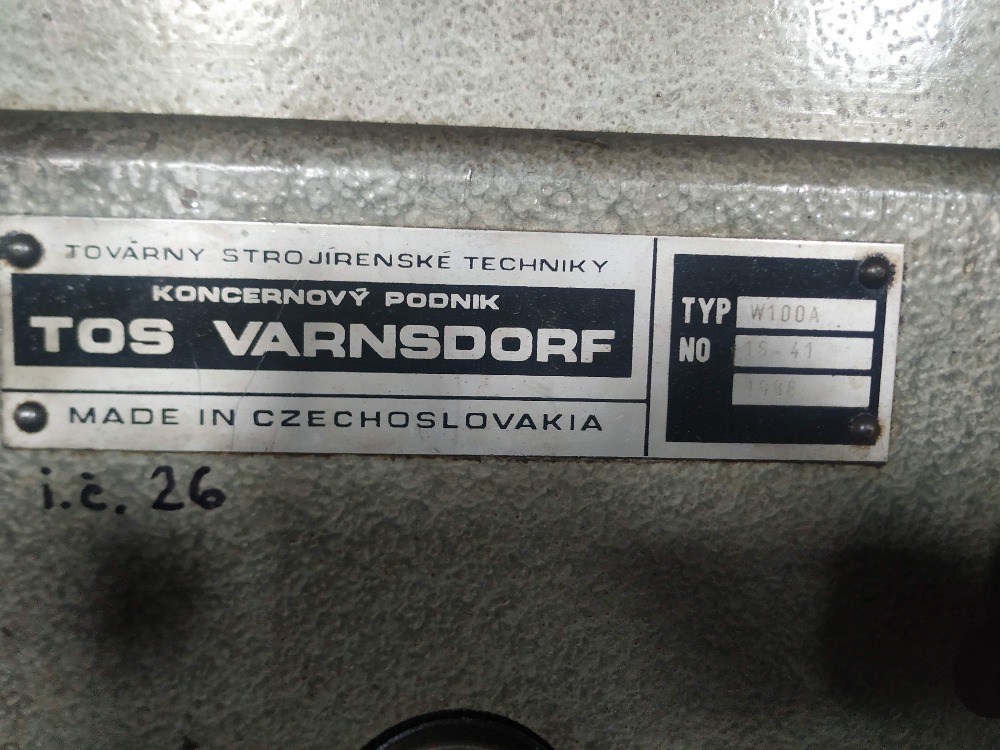 TOVÁRNY STROJÍRENSKÉ TECHNIKY
KONCERNOVÝ PODNIK
TOS VARNSDORF
MADE IN CZECHOSLOVAKIA
TYP W100A
NO
i.č. 26